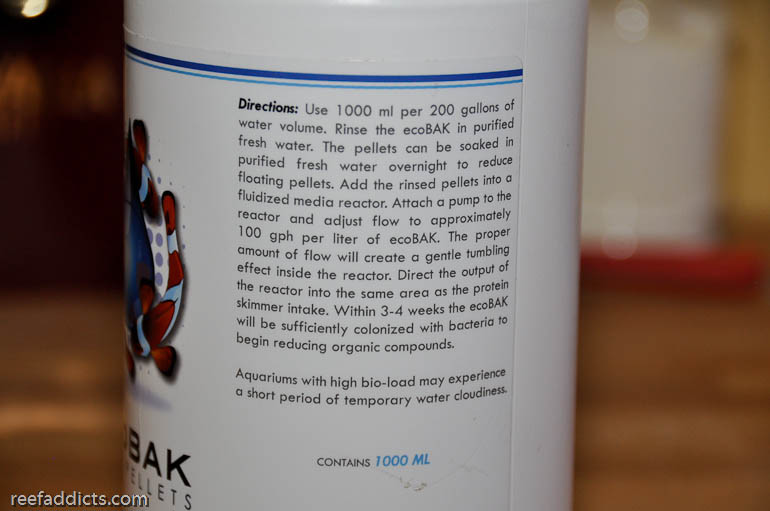 Directions: Use 1000 ml per 200 gallons of
water volume. Rinse the ecoBAK in purified
fresh water. The pellets can be soaked in
purified fresh water overnight to reduce
floating pellets. Add the rinsed pellets into a
fluidized media reactor. Attach a pump to the
reactor and adjust flow to approximately
100 gph per liter of ecoBAK. The proper
amount of flow will create a gentle tumbling
effect inside the reactor. Direct the output of
the reactor into the same area as the protein
skimmer intake. Within 3-4 weeks the ecoBAK
will be sufficiently colonized with bacteria to
begin reducing organic compounds.
Aquariums with high bio-load may experience
a short period of temporary water cloudiness.
CONTAINS 1000 ML
OBAK
PELLETS
reefaddicts.com